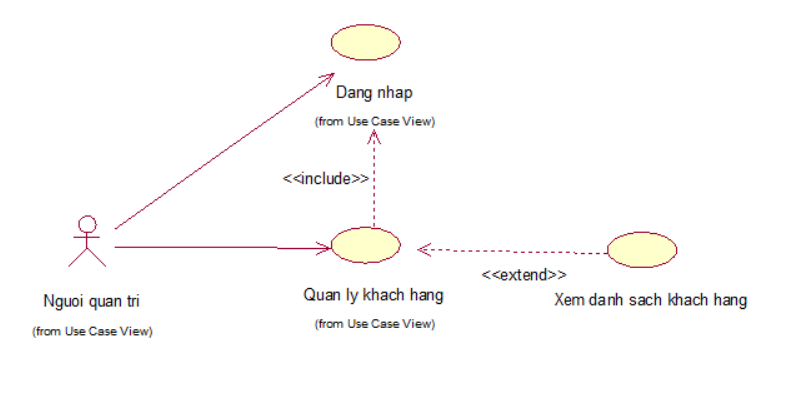 Dang nhap
(from Use Case View)
<<include>>
Nguoi quan tri
(from Use Case View)
Quan ly khach hang
(from Use Case View)
<<extend>>
Xem danh sach khach hang